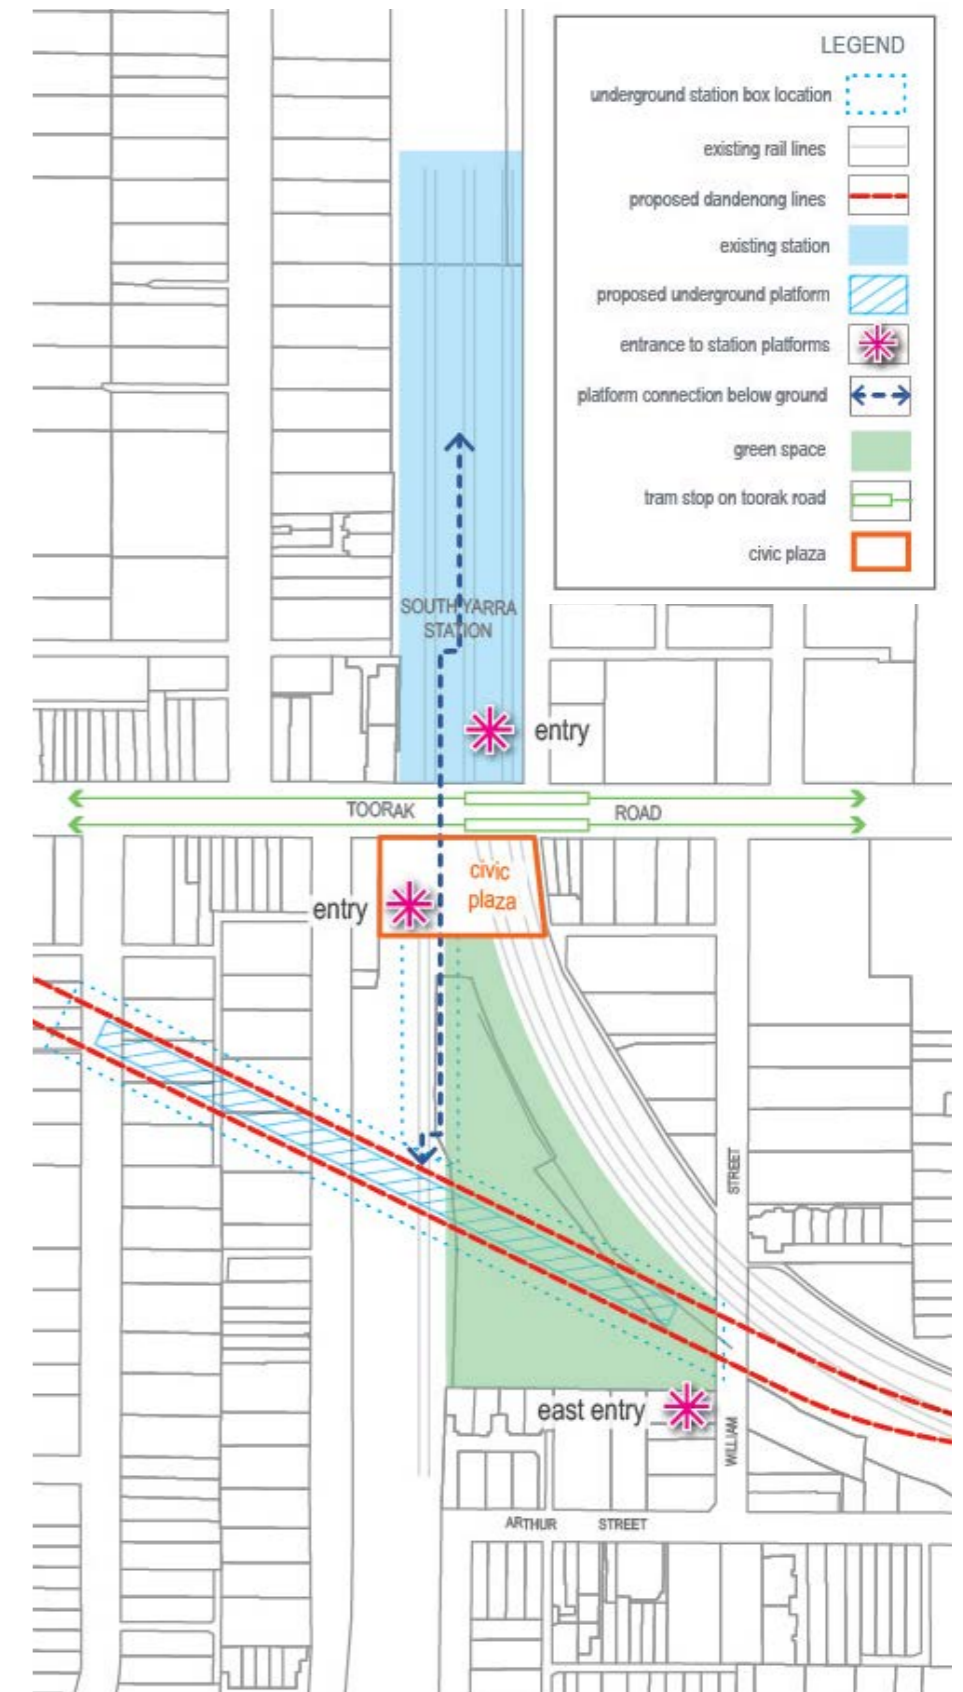 LEGEND
underground station box location
existing rail lines
proposed dandenong lines
existing station
proposed underground platform
entrance to station platforms
platform connection below ground
green space
tram stop on toorak road
civic plaza
SOUTH YARRA
STATION
entry
TOORAK ROAD
civic
plaza
entry
STREET
east entry
WILLIAM
ARTHUR STREET